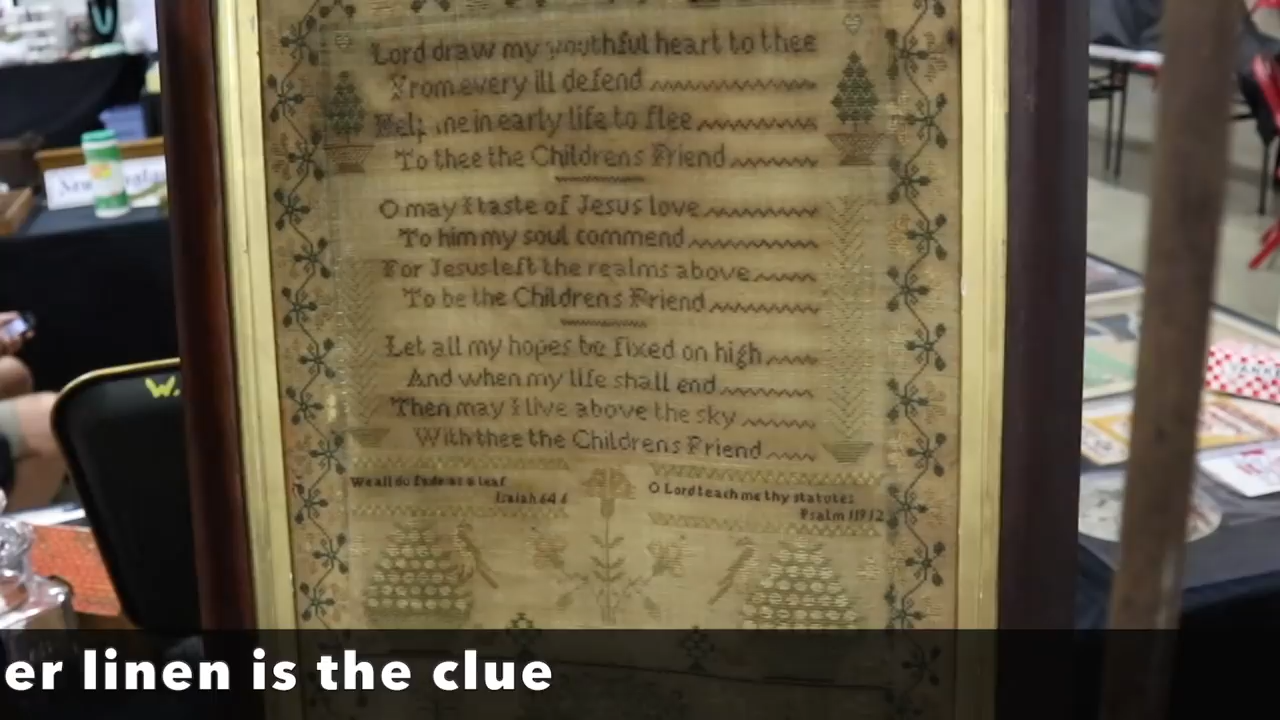 Lord draw my youthful heart to thee
From every ill defend
Help me in early life to flee
To thee the Childrens Friend
O may I taste of Jesus love
To him my soul commend
For Jesus left the realms above
To be the Childrens Friend
Let all my hopes be fixed on high
And when my life shall end
Then may I live above the sky
With thee the Childrens Friend
We all do fade as a leaf
Isaiah 64 6
O Lord teach me thy statutes
Psalm 119 12
W.
er linen is the clue